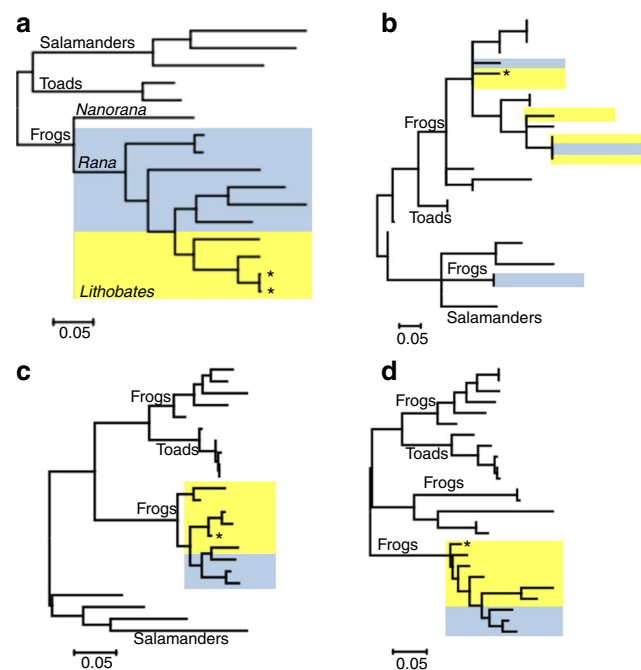 a
Salamanders
Toads
Nanorana
Frogs
Rana
*
*
Lithobates
0.05
b
*
Frogs
Toads
Frogs
Salamanders
0.05
c
Frogs
Toads
Frogs
*
Salamanders
0.05
d
Frogs
Toads
Frogs
Frogs
*
0.05